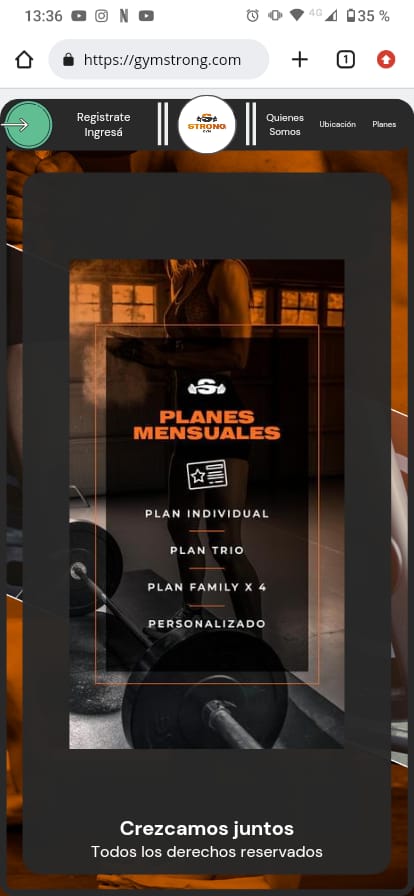 13:36
4G
35 %
https://gymstrong.com
1
Registrate
Ingresá
STRONG
GYM
Quienes
Somos
Ubicación
Planes
S
PLANES
MENSUALES
PLAN INDIVIDUAL
PLAN TRIO
PLAN FAMILY X 4
PERSONALIZADO
Crezcamos juntos
Todos los derechos reservados